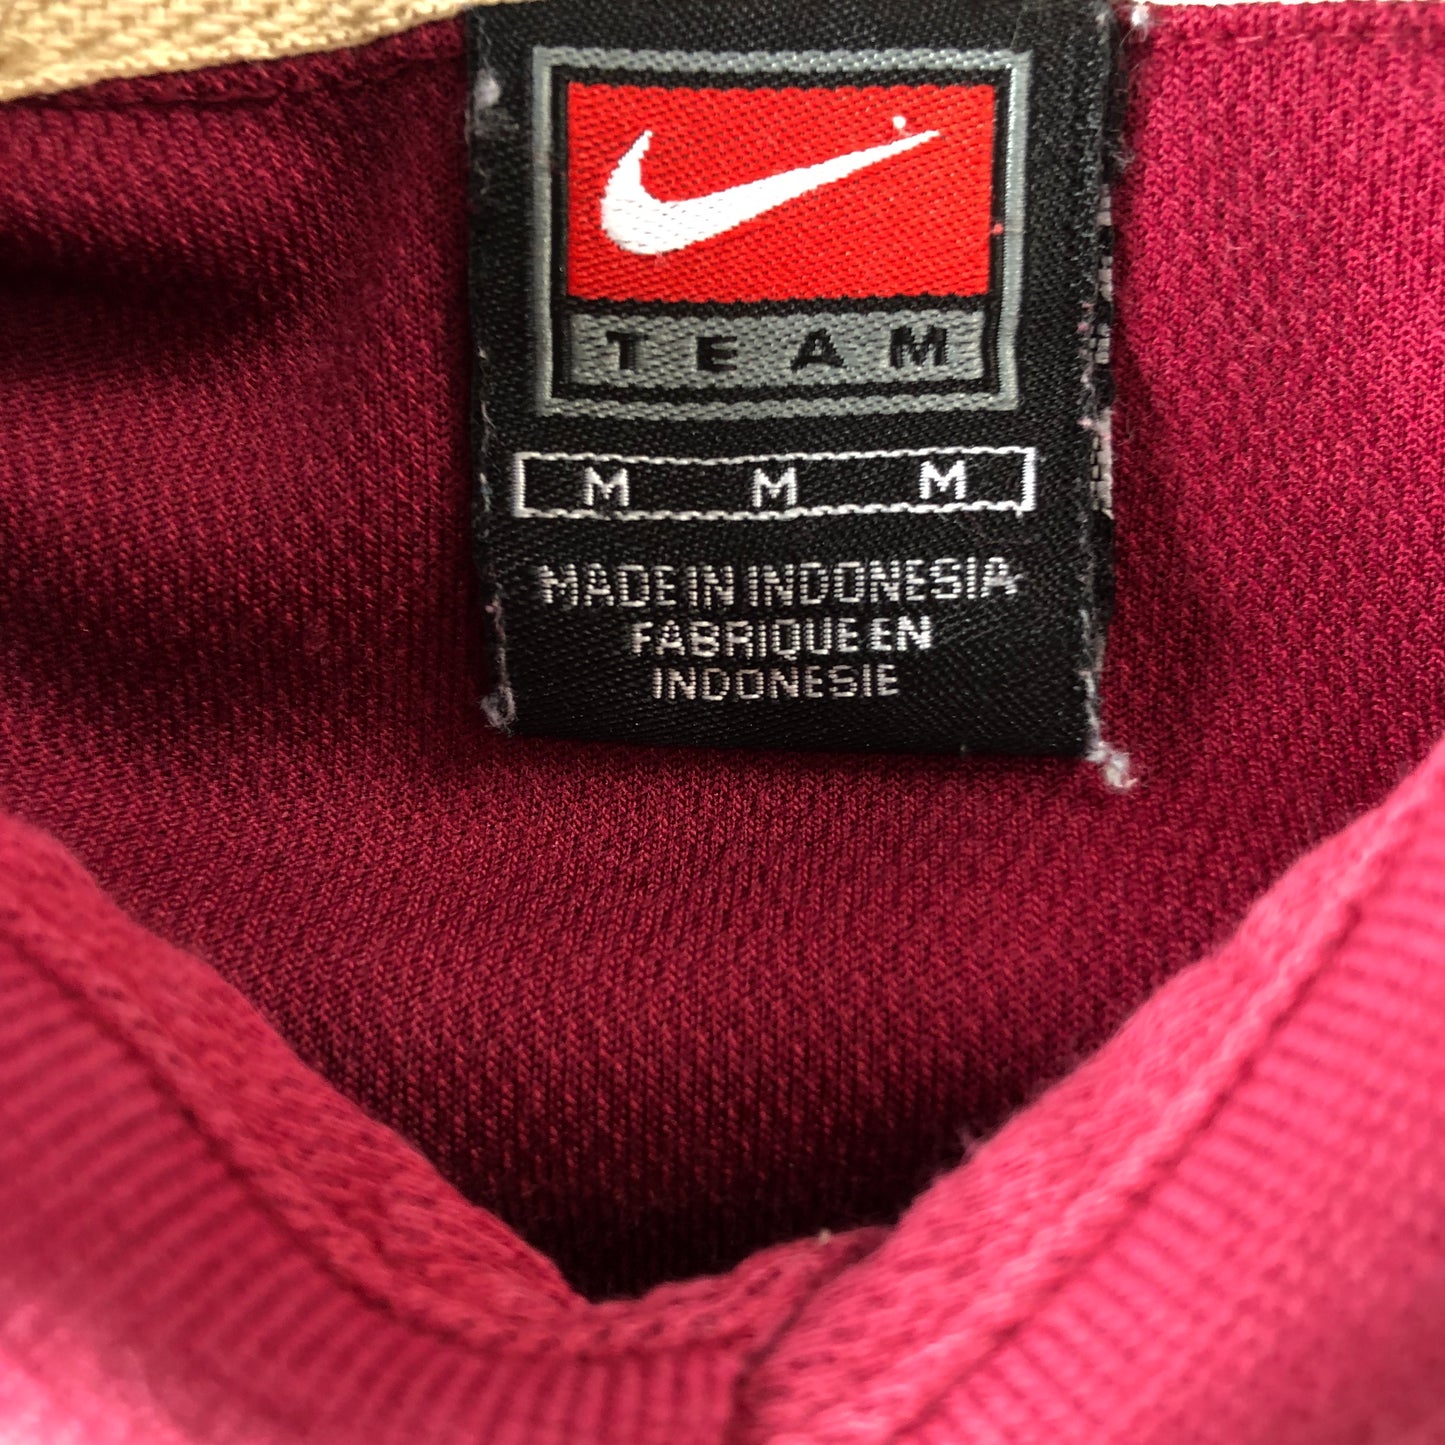 TEAM
M M M
MADE IN INDONESIA
FABRIQUE EN
INDONESIE